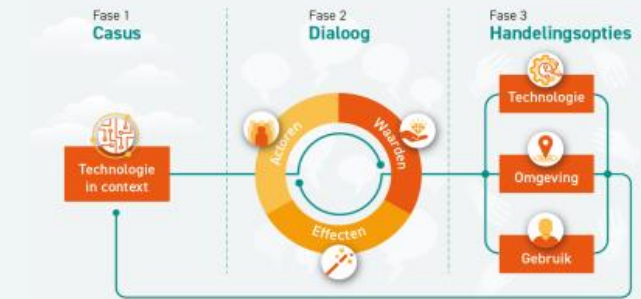 Fase 1
Casus
Fase 2
Dialoog
Fase 3
Handelingsopties
Technologie
in context
Actoren
Waarden
Effecten
Technologie
Omgeving
Gebruik